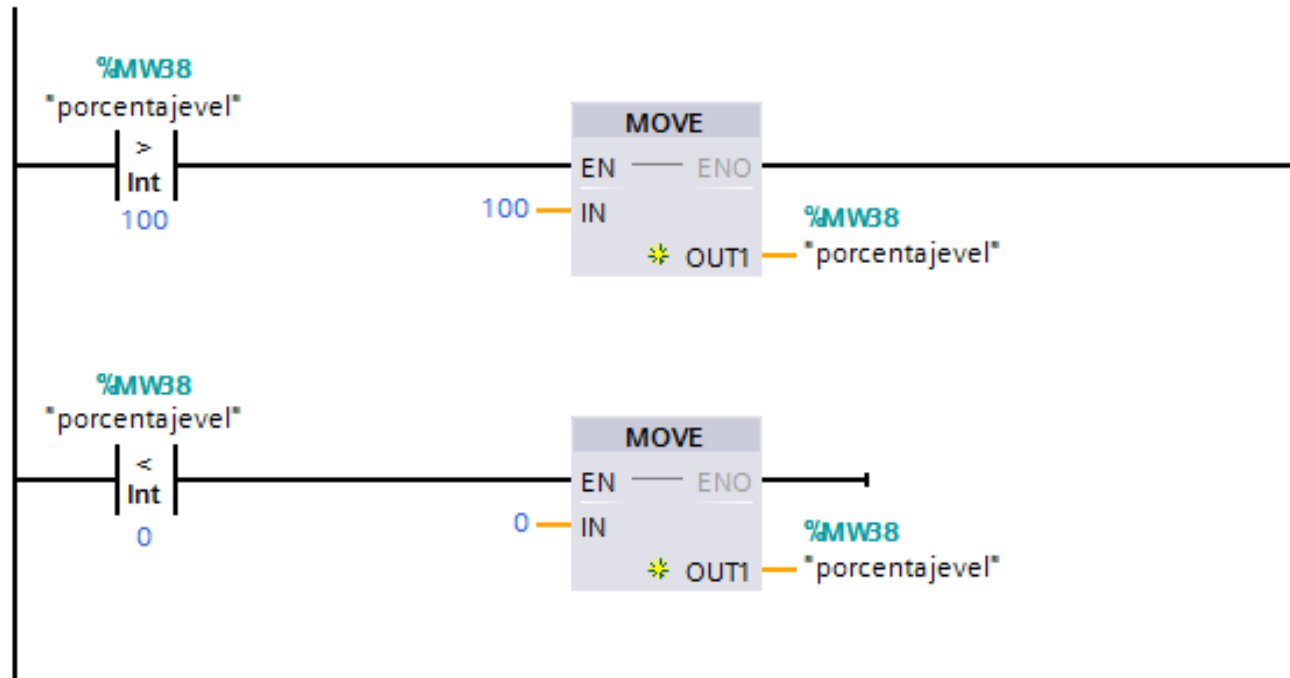 %MW38
"porcentajevel"
>
Int
100
MOVE
EN ENO
100 IN
OUT1
%MW38
"porcentajevel"
%MW38
"porcentajevel"
<
Int
0
MOVE
EN ENO
0 IN
OUT1
%MW38
"porcentajevel"